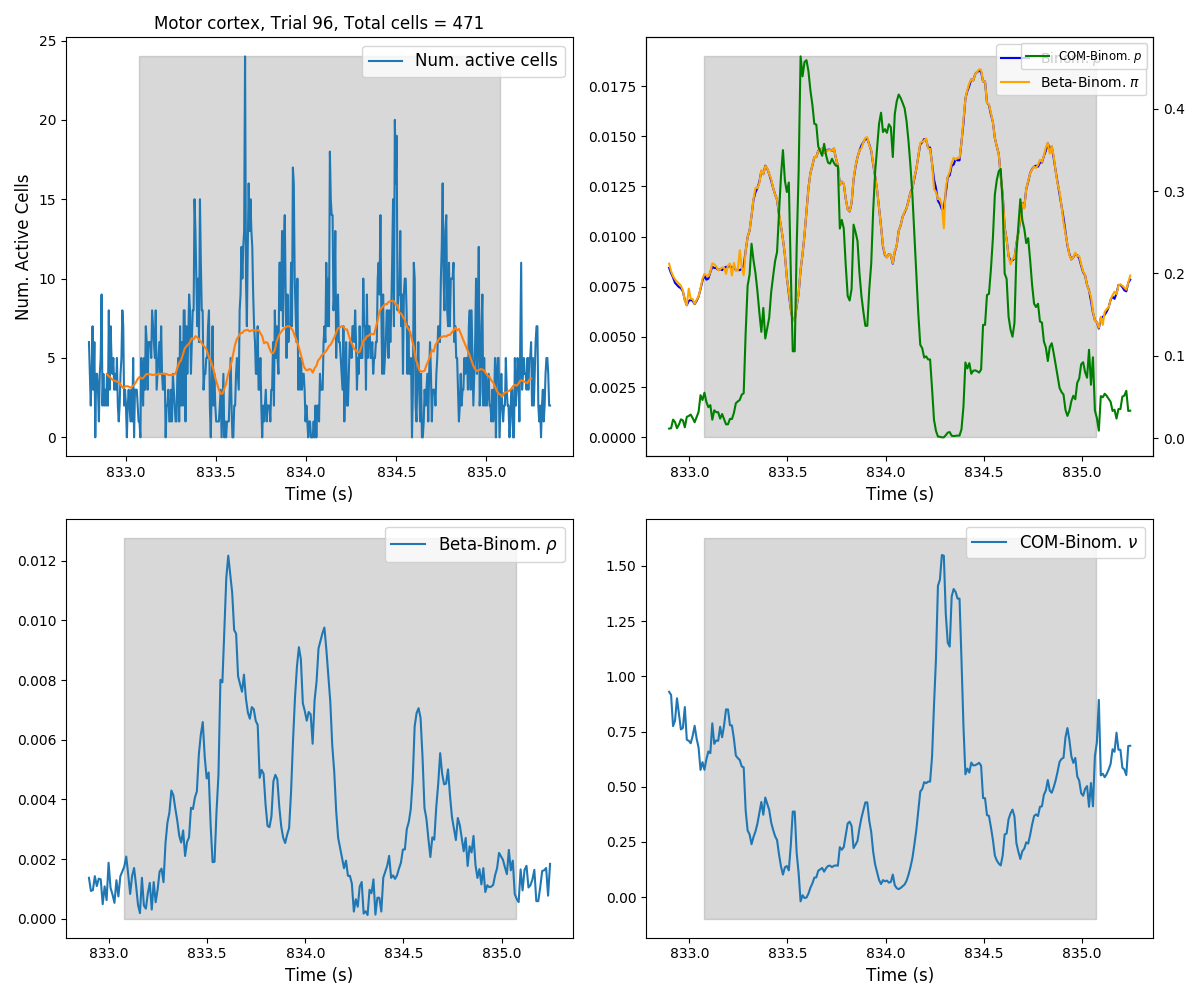 Motor cortex, Trial 96, Total cells = 471
Num. Active Cells
25
20
15
10
5
0
Num. active cells
833.0 833.5 834.0 834.5 835.0
Time (s)
0.0175
0.0150
0.0125
0.0100
0.0075
0.0050
0.0025
0.0000
COM-Binom. p
Beta-Binom. π
0.4
0.3
0.2
0.1
0.0
833.0 833.5 834.0 834.5 835.0
Time (s)
0.012
0.010
0.008
0.006
0.004
0.002
0.000
Beta-Binom. ρ
833.0 833.5 834.0 834.5 835.0
Time (s)
1.50
1.25
1.00
0.75
0.50
0.25
0.00
COM-Binom. ν
833.0 833.5 834.0 834.5 835.0
Time (s)